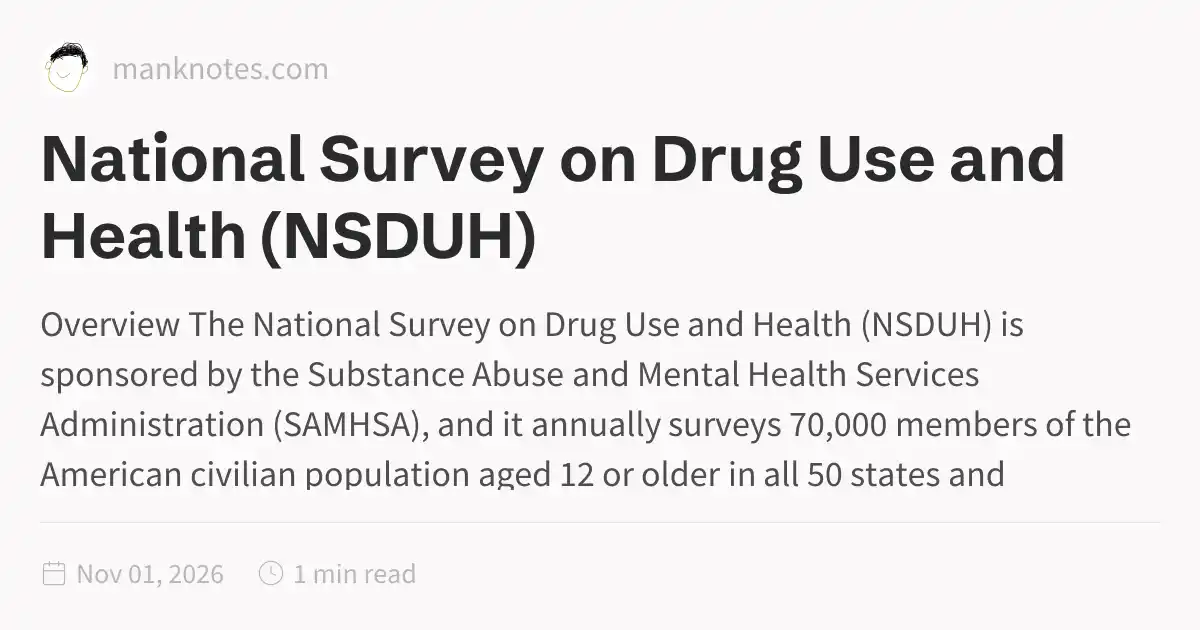 manknotes.com
National Survey on Drug Use and
Health (NSDUH)
Overview The National Survey on Drug Use and Health (NSDUH) is
sponsored by the Substance Abuse and Mental Health Services
Administration (SAMHSA), and it annually surveys 70,000 members of the
American civilian population aged 12 or older in all 50 states and
Nov 01, 2026 1 min read